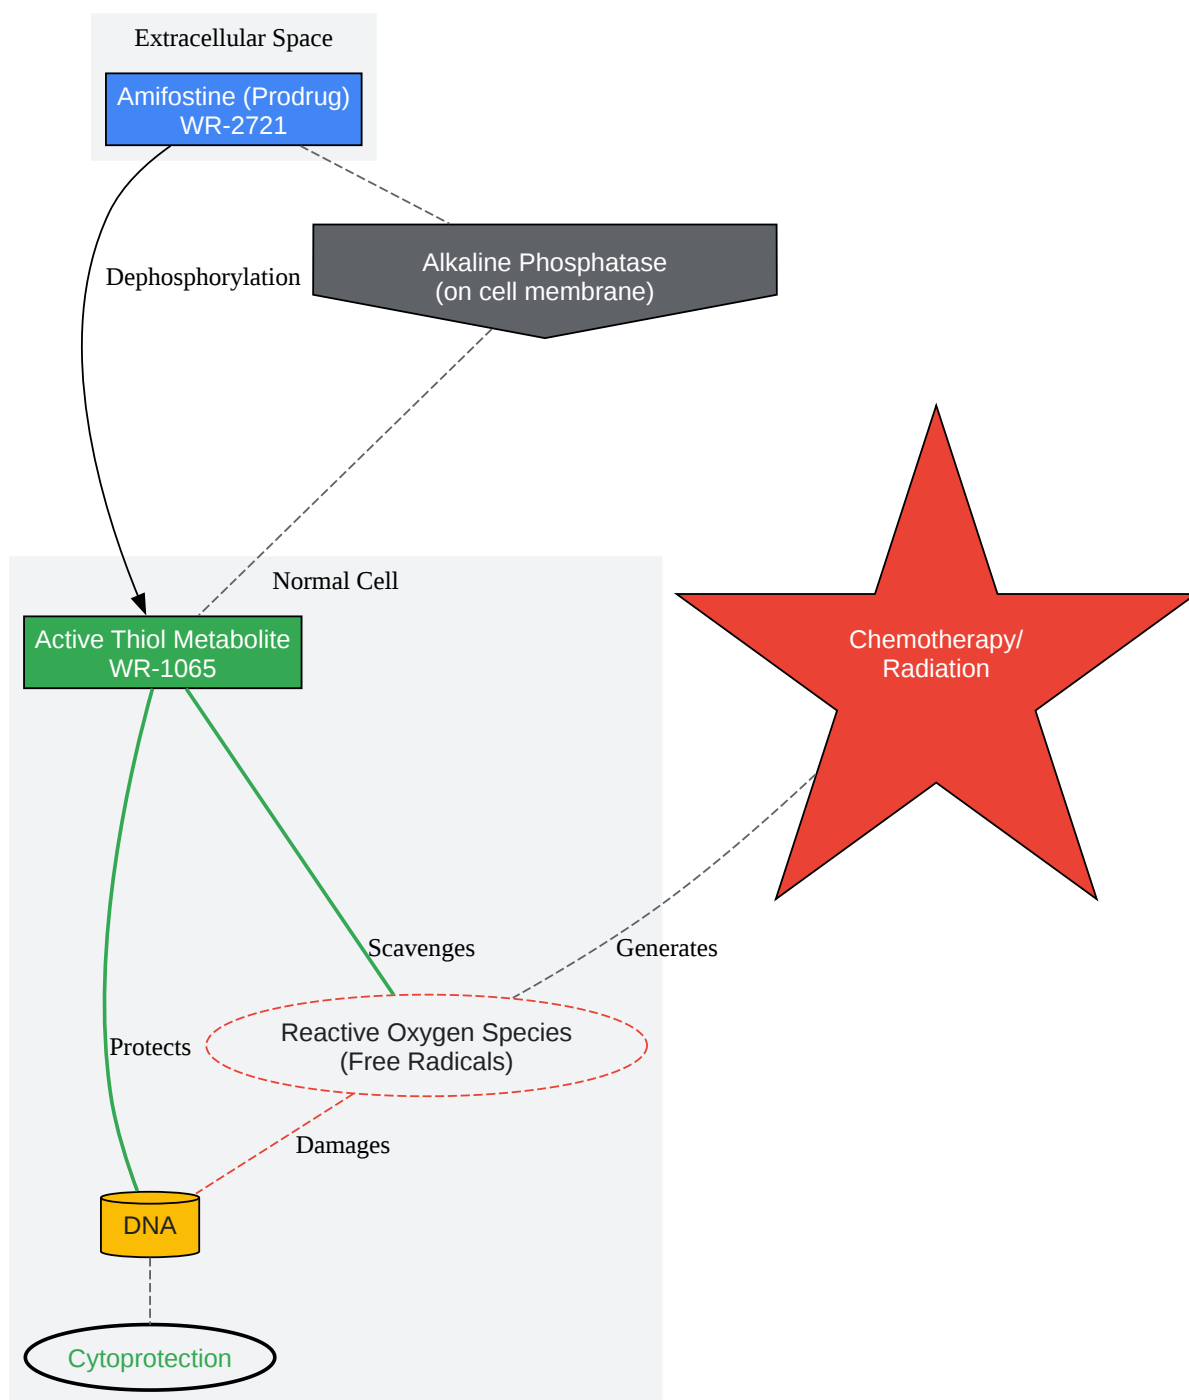 Extracellular Space
Amifostine (Prodrug)
WR-2721
Dephosphorylation
Alkaline Phosphatase
(on cell membrane)
Normal Cell
Active Thiol Metabolite
WR-1065
Chemotherapy/
Radiation
Scavenges
Generates
Reactive Oxygen Species
(Free Radicals)
Protects
Damages
DNA
Cytoprotection